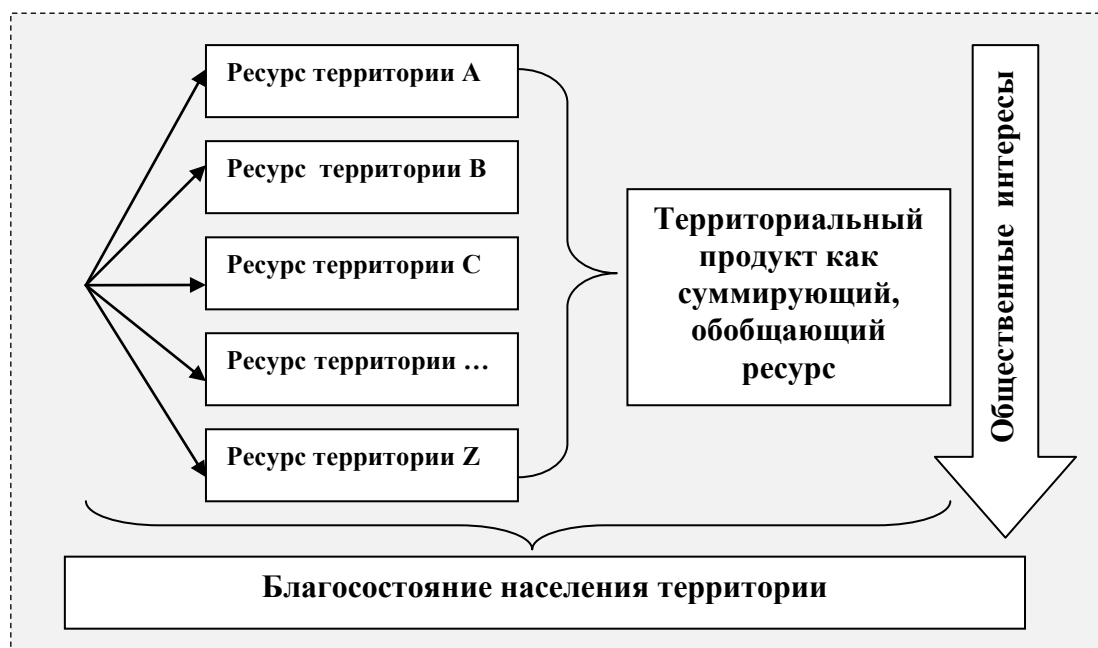 Ресурс территории A
Ресурс территории B
Ресурс территории C
Ресурс территории …
Ресурс территории Z
Территориальный
продукт как
суммирующий,
обобщающий
ресурс
Общественные интересы
Благосостояние населения территории